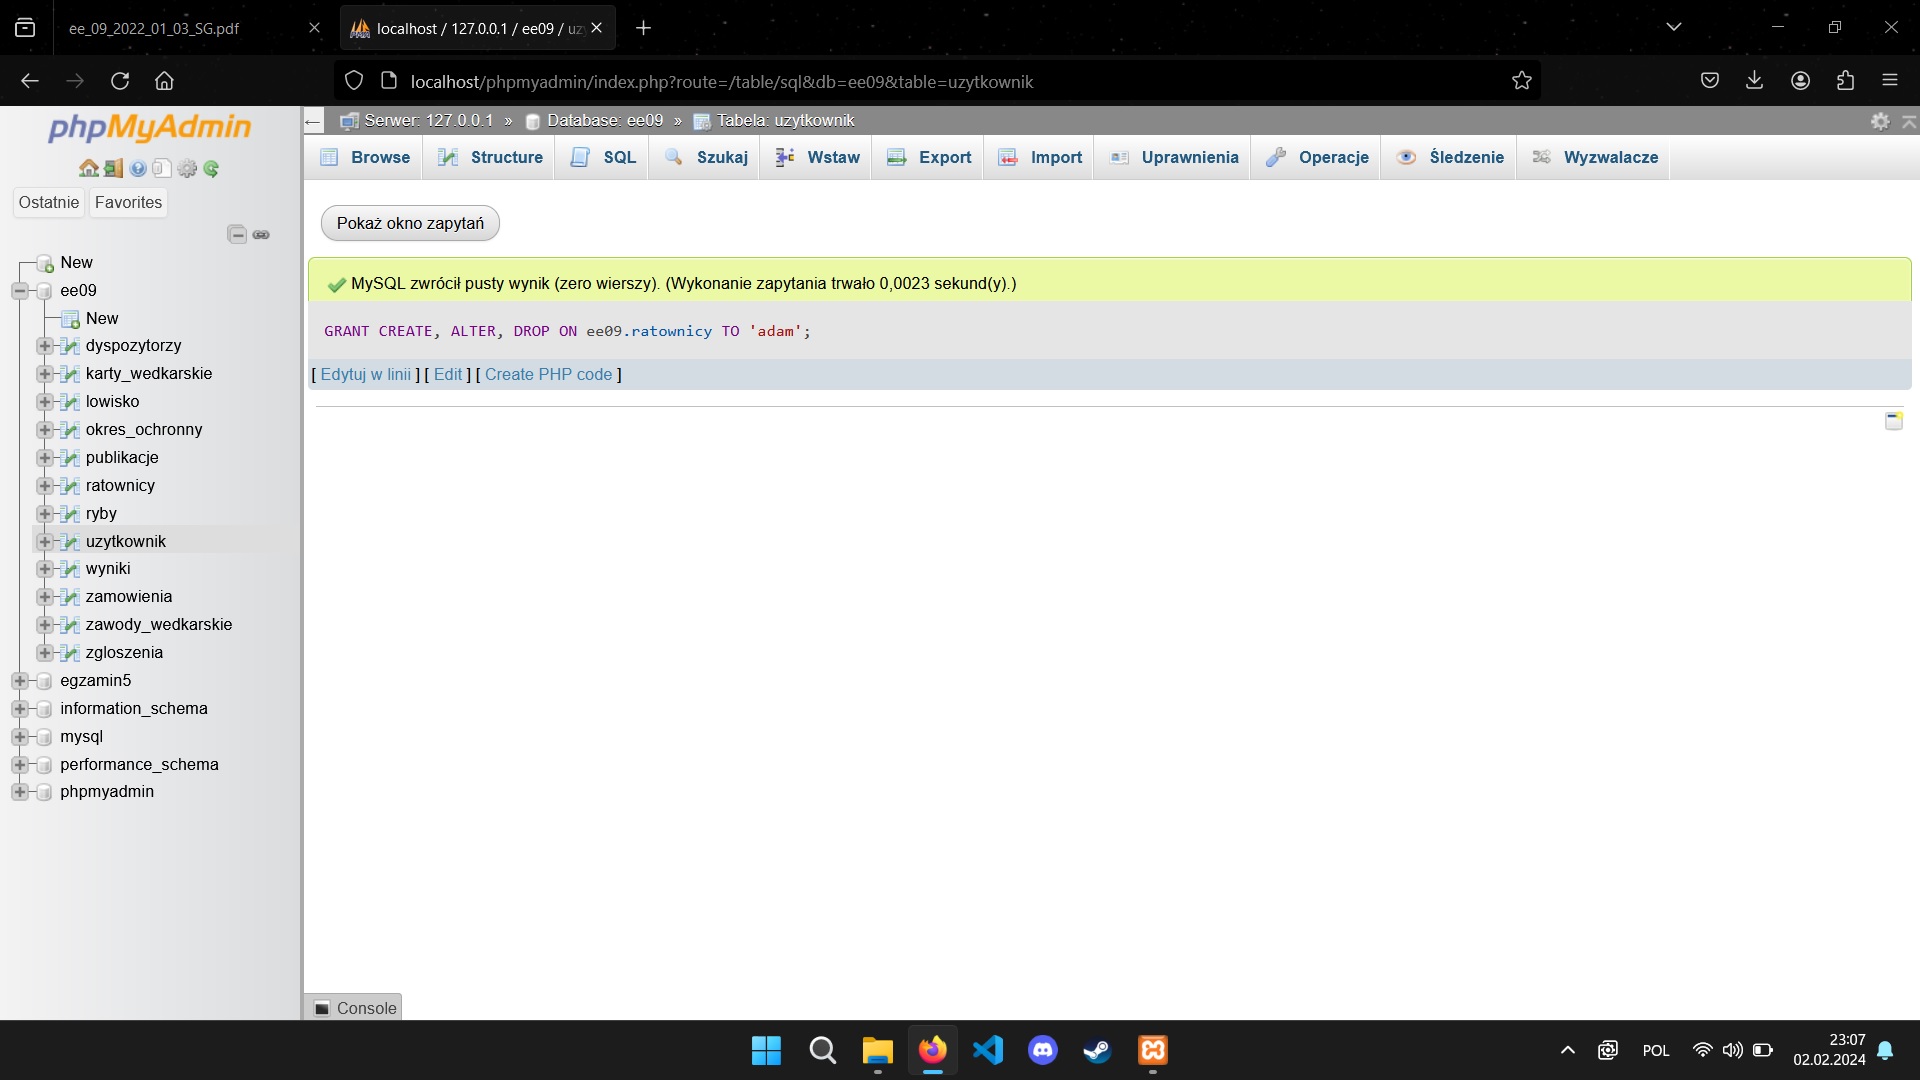 ee_09_2022_01_03_SG.pdf
localhost / 127.0.0.1 / ee09 / uz
localhost/phpmyadmin/index.php?route=/table/sql&db=ee09&table=uzytkownik
phpMyAdmin
Ostatnie Favorites
New
ee09
New
dyspozytorzy
karty_wedkarskie
lowisko
okres_ochronny
publikacje
ratownicy
ryby
uzytkownik
wyniki
zamowienia
zawody_wedkarskie
zgloszenia
egzamin5
information_schema
mysql
performance_schema
phpmyadmin
Serwer: 127.0.0.1 » Database: ee09 » Tabela: uzytkownik
Browse Structure SQL Szukaj Wstaw Export Import Uprawnienia Operacje Śledzenie Wyzwalacze
Pokaż okno zapytań
MySQL zwrócił pusty wynik (zero wierszy). (Wykonanie zapytania trwało 0,0023 sekund(y).)
GRANT CREATE, ALTER, DROP ON ee09.ratownicy TO 'adam';
[ Edytuj w linii ] [ Edit ] [ Create PHP code ]
Console
POL
23:07
02.02.2024